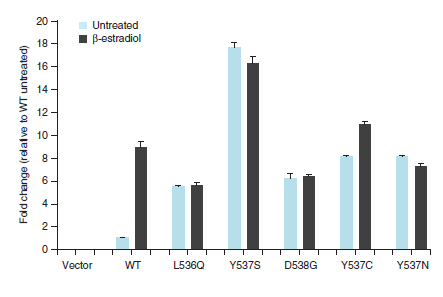 Fold change (relative to WT untreated)
20
18
16
14
12
10
8
6
4
2
0
Untreated
β-estradiol
Vector WT L536Q Y537S D538G Y537C Y537N